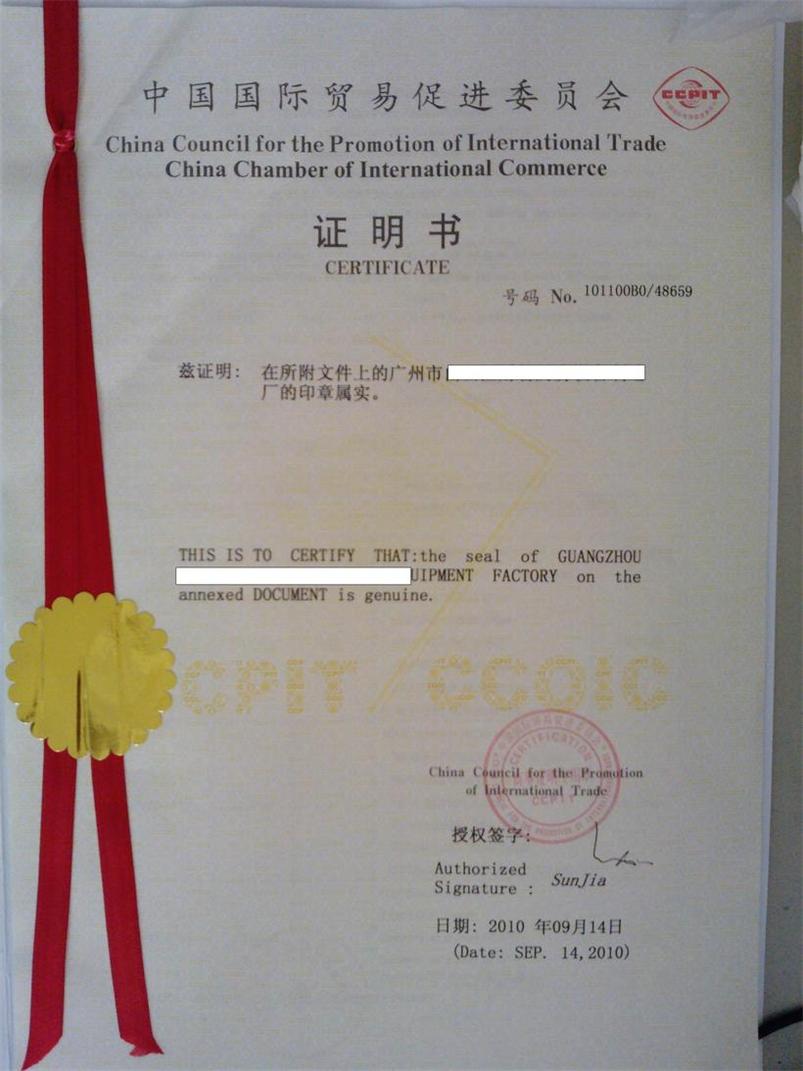 中国国际贸易促进委员会
CCPIT
China Council for the Promotion of International Trade
China Chamber of International Commerce
证明书
CERTIFICATE
号码 No. 101100B0/48659
兹证明: 在所附文件上的广州市
厂的印章属实。
THIS IS TO CERTIFY THAT:the seal of GUANGZHOU
UIPMENT FACTORY on the
annexed DOCUMENT is genuine.
CPIT / CCOIC
CERTIFICATION
CCPIT
China Council for the Promotion
of International Trade
授权签字:
Authorized
Signature : SunJia
日期: 2010 年09月14日
(Date: SEP. 14,2010)